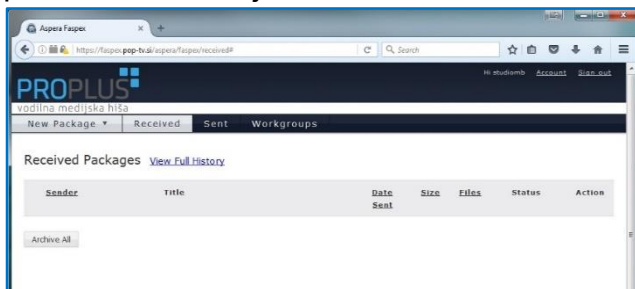 Aspera Faspex
https://faspex.pop-tv.si/aspera/faspex/received#
Search
Hi studiomb Account Sign out
PROPLUS
vodilna medijska hiša
New Package ▼ Received Sent Workgroups
Received Packages View Full History
Sender Title Date Sent Size Files Status Action
Archive All